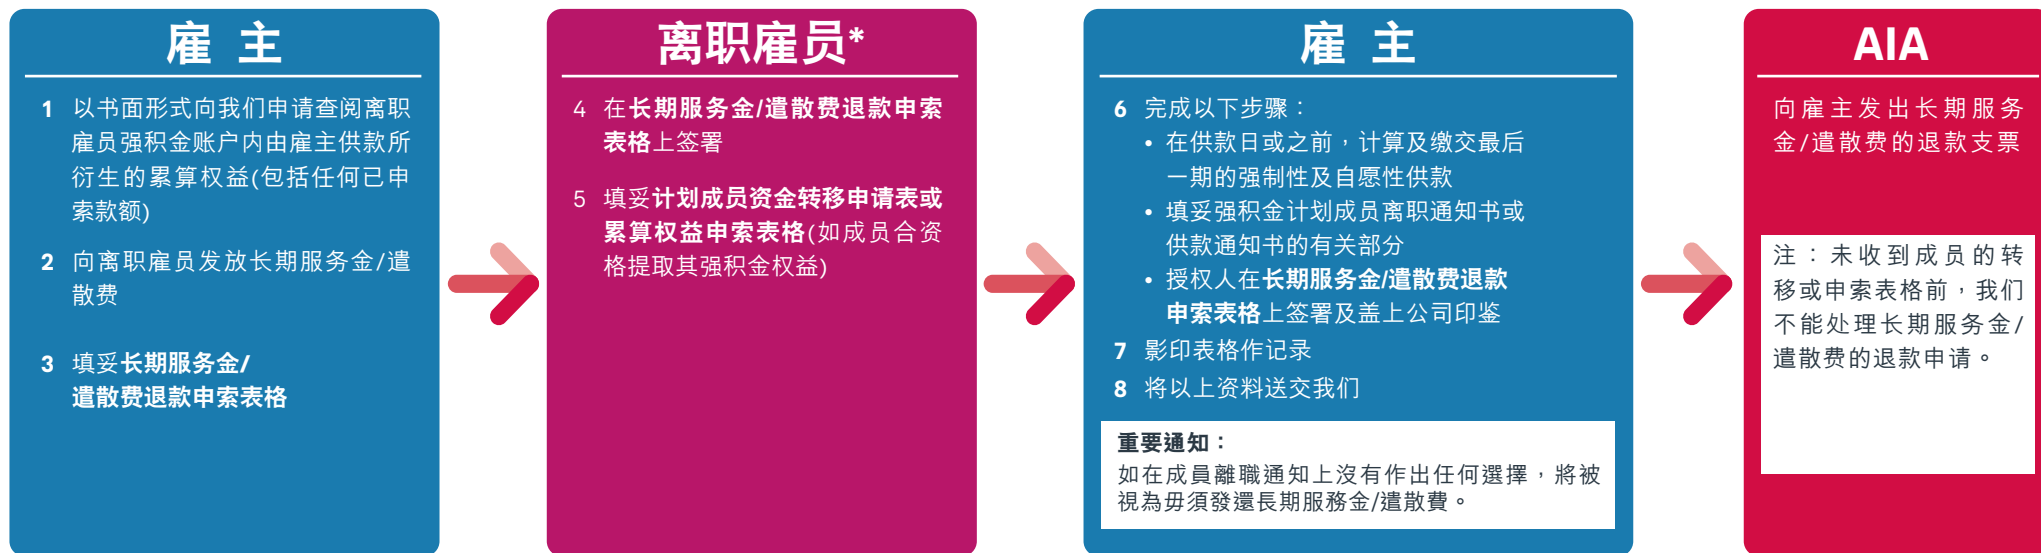 雇 主
1 以书面形式向我们申请查阅离职
雇员强积金账户内由雇主供款所
衍生的累算权益(包括任何已申
索款额)
2 向离职雇员发放长期服务金/遣
散费
3 填妥长期服务金/
遣散费退款申索表格
离职雇员*
4 在长期服务金/遣散费退款申索
表格上签署
5 填妥计划成员资金转移申请表或
累算权益申索表格(如成员合资
格提取其强积金权益)
雇 主
6 完成以下步骤：
• 在供款日或之前，计算及缴交最后
一期的强制性及自愿性供款
• 填妥强积金计划成员离职通知书或
供款通知书的有关部分
• 授权人在长期服务金/遣散费退款
申索表格上签署及盖上公司印鉴
7 影印表格作记录
8 将以上资料送交我们
重要通知：
如在成員離職通知上沒有作出任何選擇，將被
視為毋須發還長期服務金/遣散費。
AIA
向雇主发出长期服务
金/遣散费的退款支票
注：未收到成员的转
移或申索表格前，我们
不能处理长期服务金/
遣散费的退款申请。